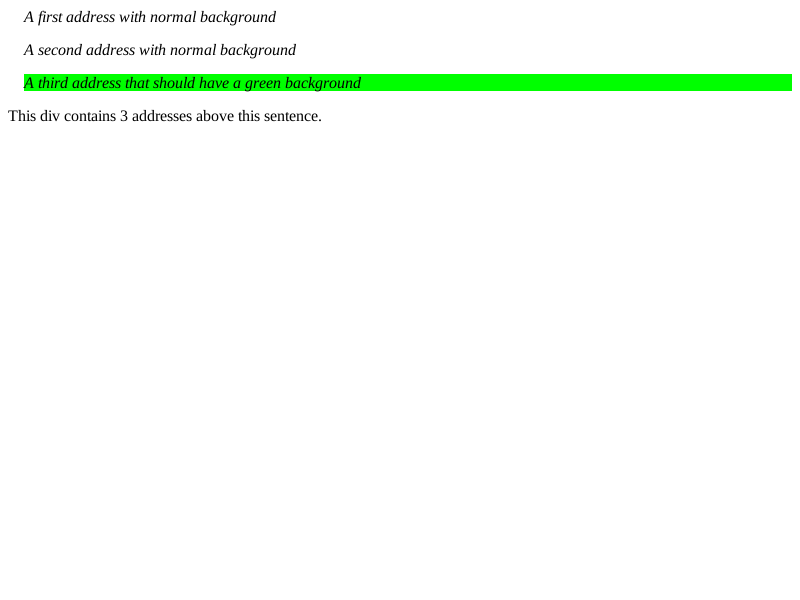 A first address with normal background
A second address with normal background
A third address that should have a green background
This div contains 3 addresses above this sentence.